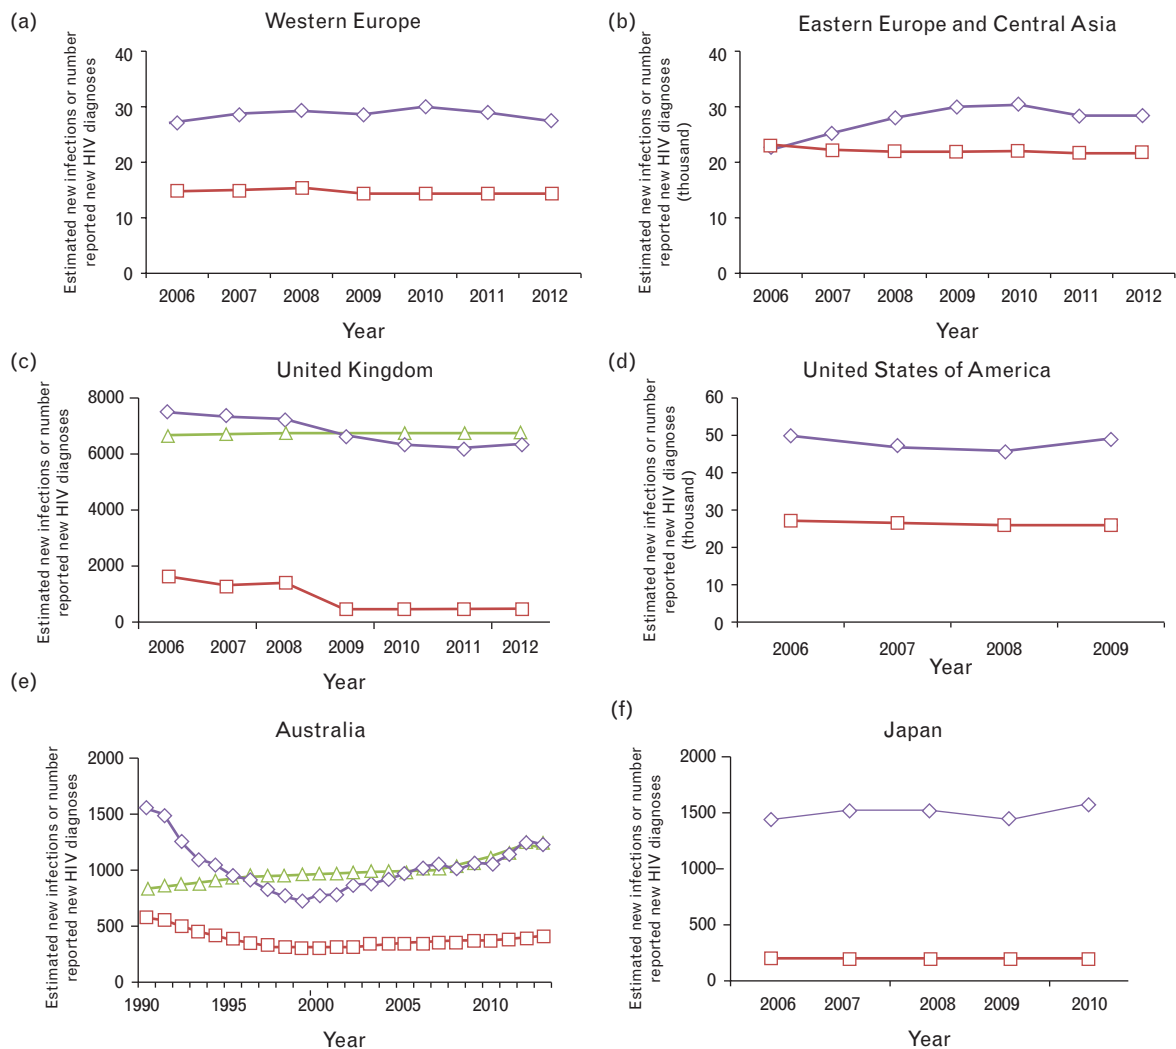 (a)
Western Europe
Estimated new infections or number
reported new HIV diagnoses
40
30
20
10
0
2006 2007 2008 2009 2010 2011 2012
Year
(b)
Eastern Europe and Central Asia
Estimated new infections or number
reported new HIV diagnoses
(thousand)
40
30
20
10
0
2006 2007 2008 2009 2010 2011 2012
Year
(c)
United Kingdom
Estimated new infections or number
reported new HIV diagnoses
8000
6000
4000
2000
0
2006 2007 2008 2009 2010 2011 2012
Year
(d)
United States of America
Estimated new infections or number
reported new HIV diagnoses
(thousand)
60
50
40
30
20
10
0
2006 2007 2008 2009
Year
(e)
Australia
Estimated new infections or number
reported new HIV diagnoses
2000
1500
1000
500
0
1990 1995 2000 2005 2010
Year
(f)
Japan
Estimated new infections or number
reported new HIV diagnoses
2000
1500
1000
500
0
2006 2007 2008 2009 2010
Year